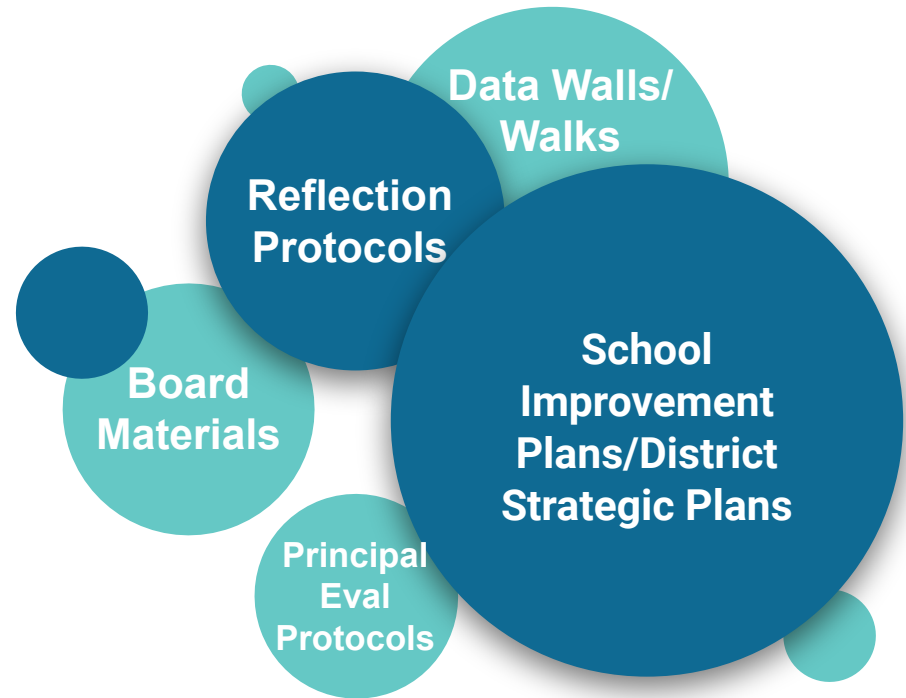 Data Walls/
Walks
Reflection
Protocols
School
Improvement
Plans/District
Strategic Plans
Board
Materials
Principal
Eval
Protocols